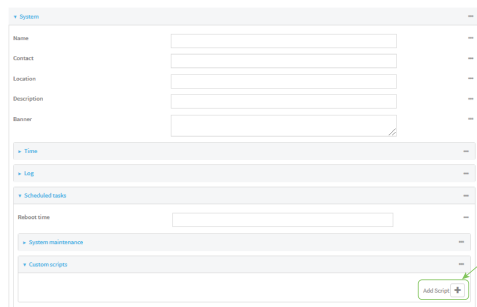 System
Name
Contact
Location
Description
Banner
Time
Log
Scheduled tasks
Reboot time
System maintenance
Custom scripts
Add Script